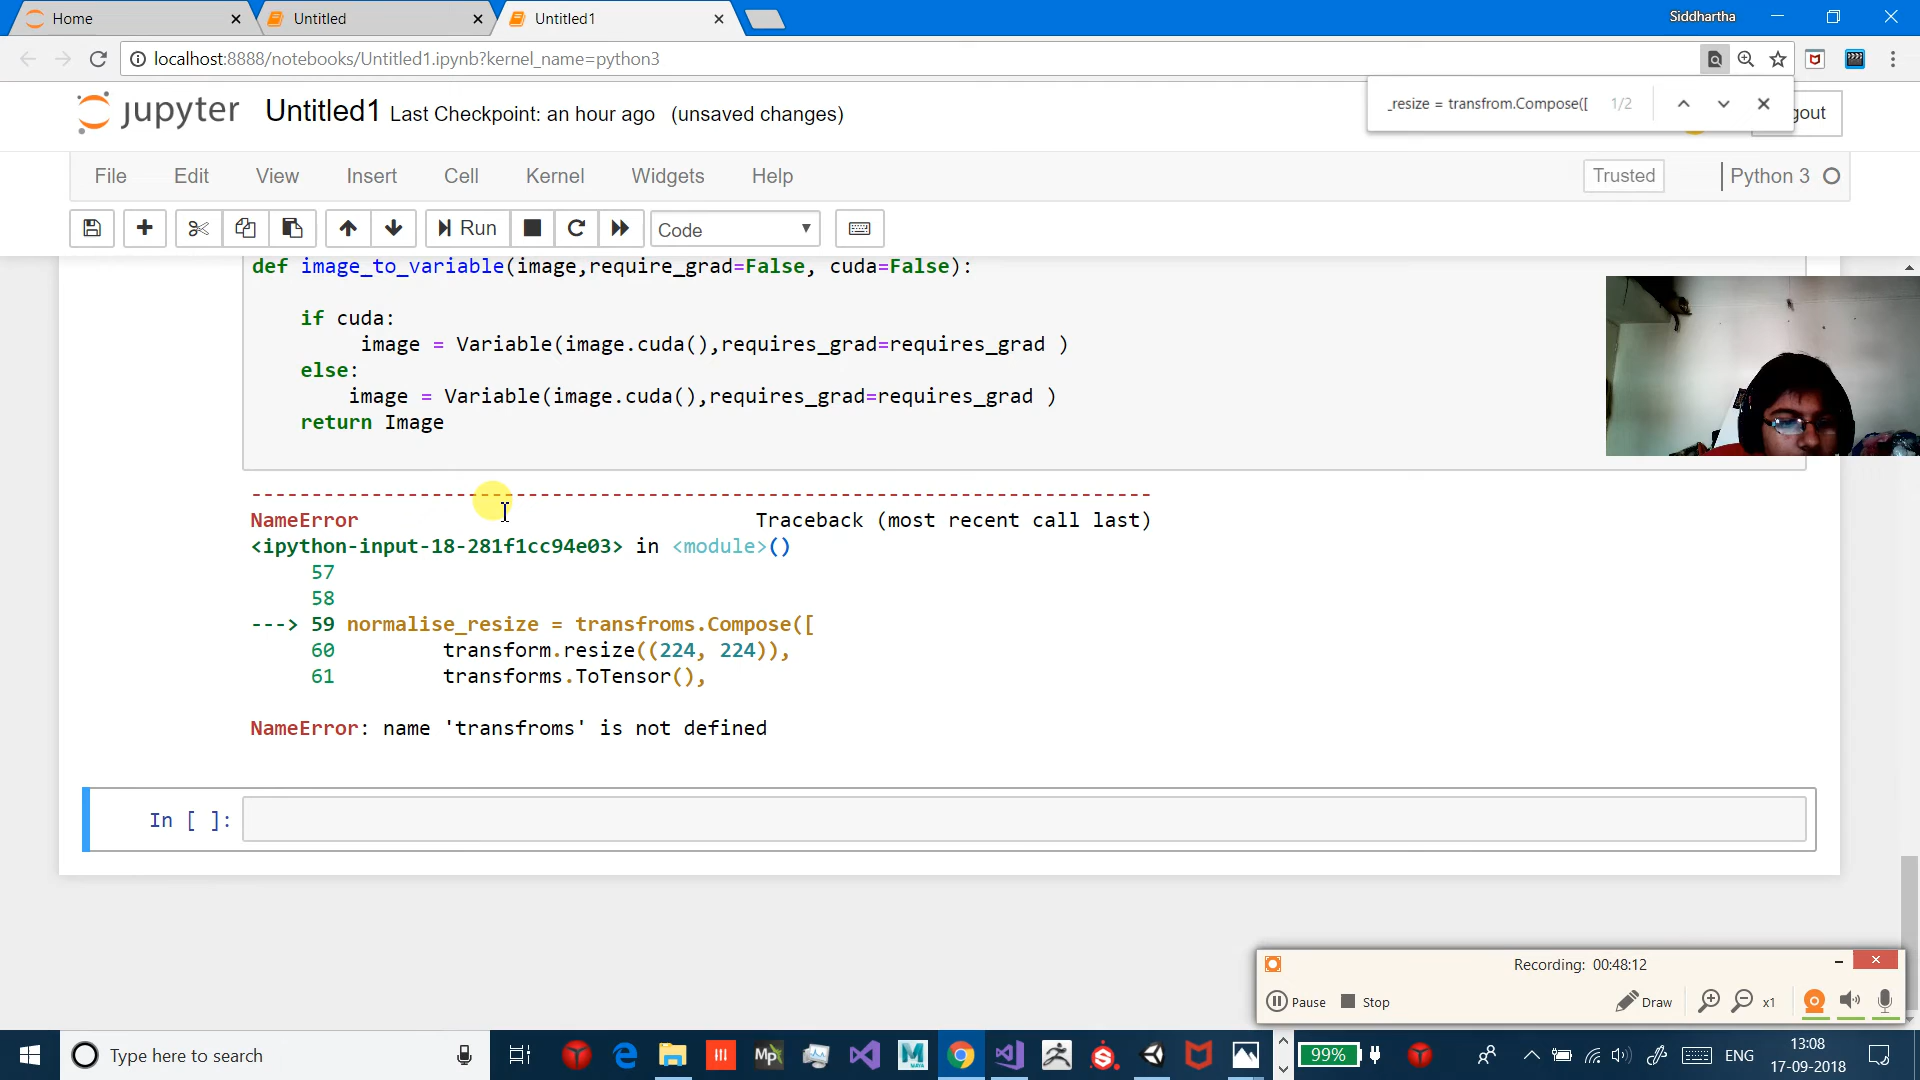 Home
Untitled
Untitled1
Siddhartha
localhost:8888/notebooks/Untitled1.ipynb?kernel_name=python3
_resize = transfrom.Compose([ 1/2
jupyter Untitled1 Last Checkpoint: an hour ago (unsaved changes)
gout
File Edit View Insert Cell Kernel Widgets Help
Trusted Python 3
Run Code
def image_to_variable(image,require_grad=False, cuda=False):
if cuda:
image = Variable(image.cuda(),requires_grad=requires_grad )
else:
image = Variable(image.cuda(),requires_grad=requires_grad )
return Image
---------------------------------------------------------------------------
NameError Traceback (most recent call last)
<ipython-input-18-281f1cc94e03> in <module>()
57
58
---> 59 normalise_resize = transfroms.Compose([
60 transform.resize((224, 224)),
61 transforms.ToTensor(),
NameError: name 'transfroms' is not defined
In [ ]:
Recording: 00:48:12
Pause Stop Draw x1
Type here to search
99%
ENG
13:08
17-09-2018